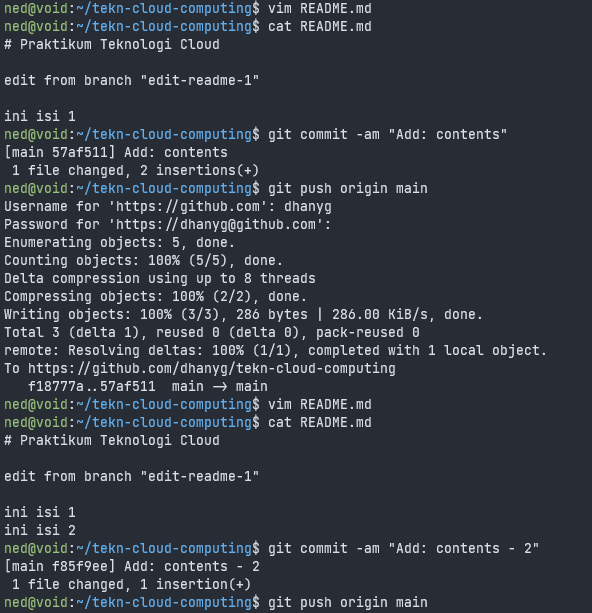 ned@void:~/tekn-cloud-computing$ vim README.md
ned@void:~/tekn-cloud-computing$ cat README.md
# Praktikum Teknologi Cloud

edit from branch "edit-readme-1"

ini isi 1
ned@void:~/tekn-cloud-computing$ git commit -am "Add: contents"
[main 57af511] Add: contents
 1 file changed, 2 insertions(+)
ned@void:~/tekn-cloud-computing$ git push origin main
Username for 'https://github.com': dhanyg
Password for 'https://dhanyg@github.com':
Enumerating objects: 5, done.
Counting objects: 100% (5/5), done.
Delta compression using up to 8 threads
Compressing objects: 100% (2/2), done.
Writing objects: 100% (3/3), 286 bytes | 286.00 KiB/s, done.
Total 3 (delta 1), reused 0 (delta 0), pack-reused 0
remote: Resolving deltas: 100% (1/1), completed with 1 local object.
To https://github.com/dhanyg/tekn-cloud-computing
   f18777a..57af511  main -> main
ned@void:~/tekn-cloud-computing$ vim README.md
ned@void:~/tekn-cloud-computing$ cat README.md
# Praktikum Teknologi Cloud

edit from branch "edit-readme-1"

ini isi 1
ini isi 2
ned@void:~/tekn-cloud-computing$ git commit -am "Add: contents - 2"
[main f85f9ee] Add: contents - 2
 1 file changed, 1 insertion(+)
ned@void:~/tekn-cloud-computing$ git push origin main